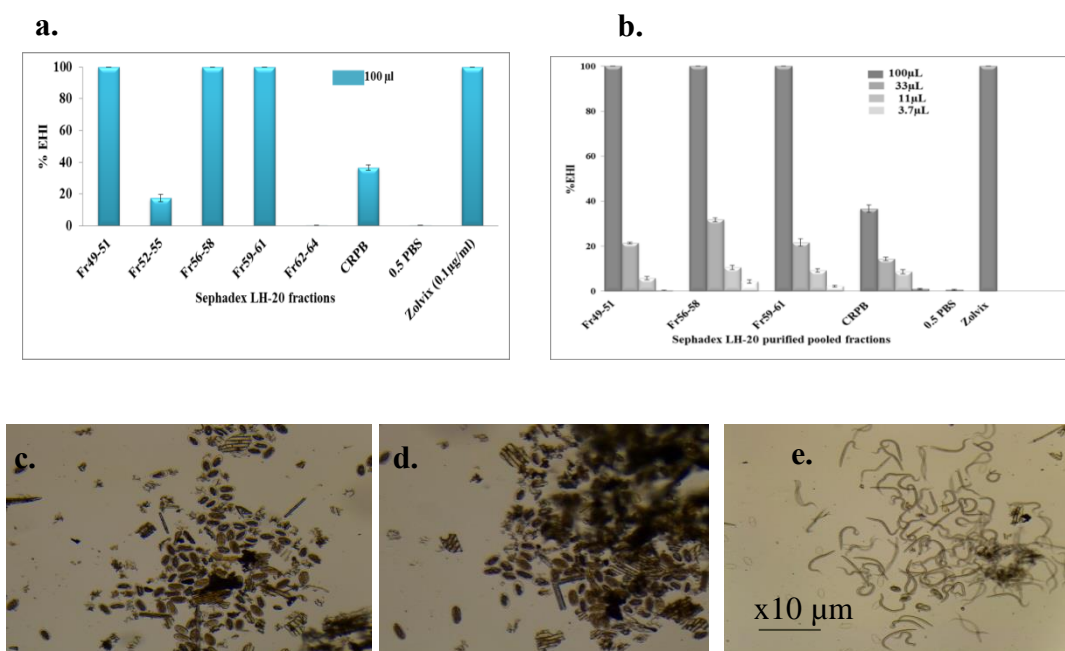 a.
100 µl
100
80
60
40
20
0
% EHI
Fr49-51
Fr52-55
Fr56-58
Fr59-61
Fr62-64
CRPB
0.5 PBS
Zolvix (0.1µg/ml)
Sephadex LH-20 fractions
b.
100µL
33µL
11µL
3.7µL
100
80
60
40
20
0
%EHI
Fr49-51
Fr56-58
Fr59-61
CRPB
0.5 PBS
Zolvix
Sephadex LH-20 purified pooled fractions
c.
d.
e.
x10 µm